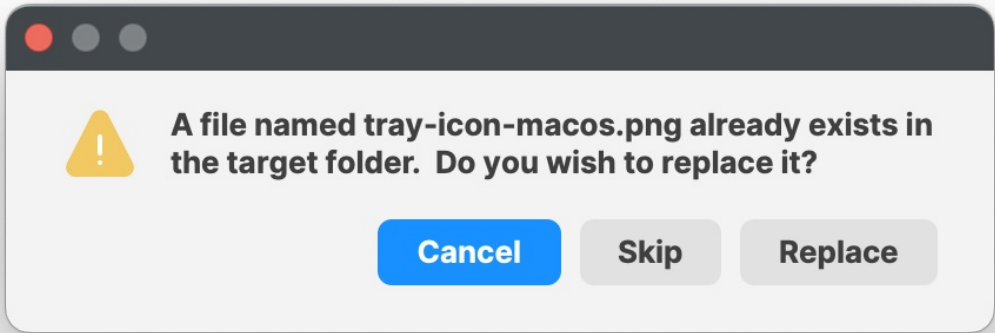 A file named tray-icon-macos.png already exists in
the target folder.  Do you wish to replace it?
Cancel Skip Replace